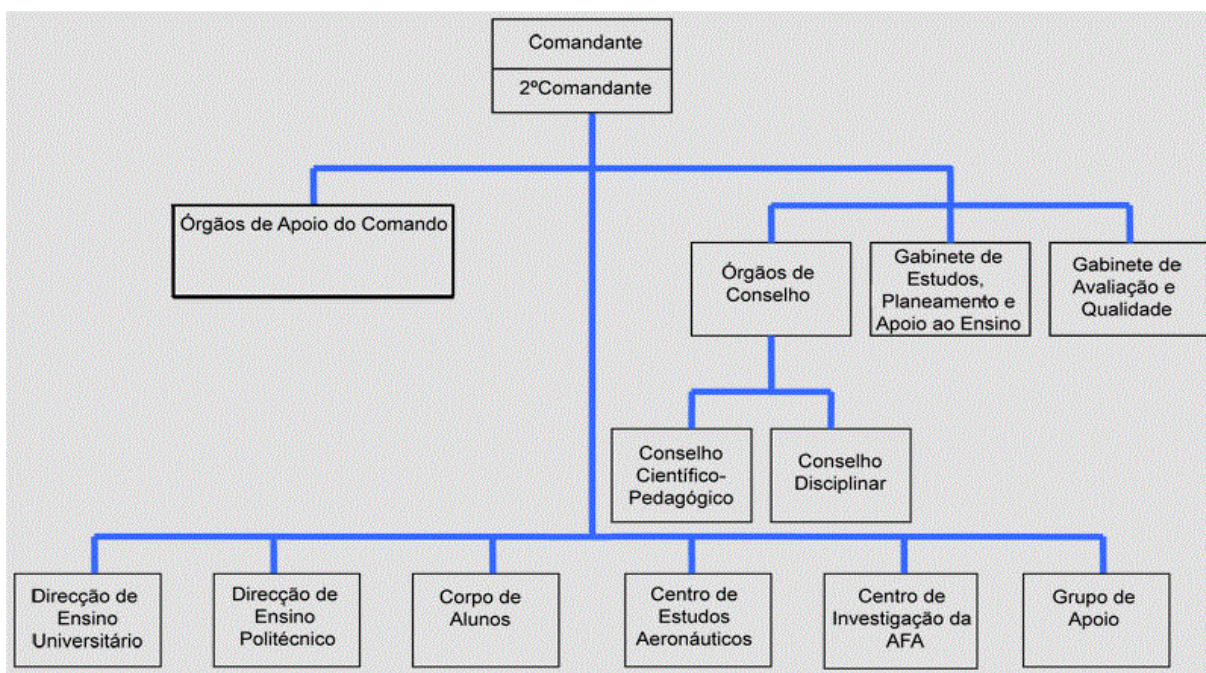 Comandante
2ºComandante
Órgãos de Apoio do Comando
Órgãos de
Conselho
Gabinete de
Estudos,
Planeamento e
Apoio ao Ensino
Gabinete de
Avaliação e
Qualidade
Conselho
Científico-
Pedagógico
Conselho
Disciplinar
Direcção de
Ensino
Universitário
Direcção de
Ensino
Politécnico
Corpo de
Alunos
Centro de
Estudos
Aeronáuticos
Centro de
Investigação da
AFA
Grupo de
Apoio